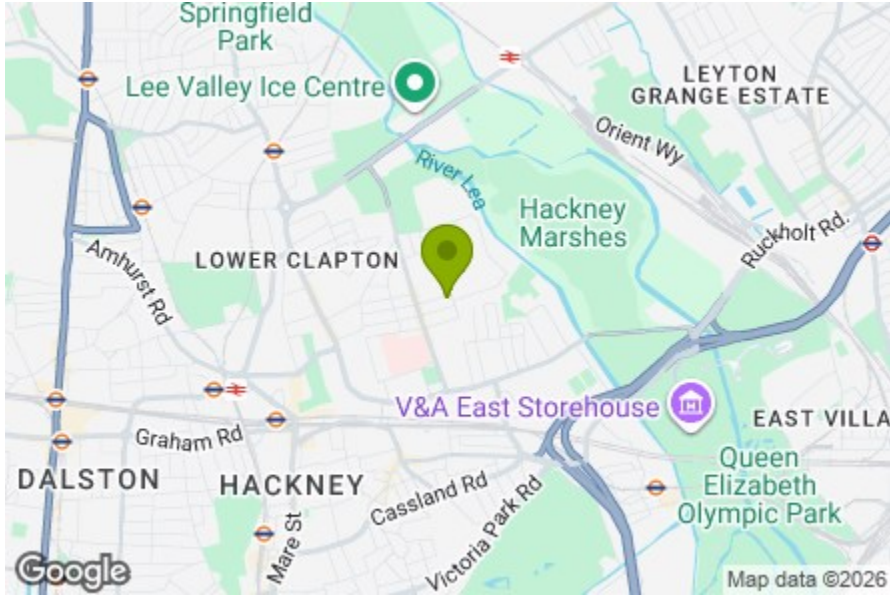 Springfield
Park
Lee Valley Ice Centre
LEYTON
GRANGE ESTATE
Orient Wy
River Lea
Hackney
Marshes
Ruckholt Rd.
LOWER CLAPTON
Amhurst Rd
V&A East Storehouse
EAST VILLA
Graham Rd
DALSTON
HACKNEY
Cassland Rd
Queen
Elizabeth
Olympic Park
Mare St
Victoria Park Rd
Google
Map data ©2026